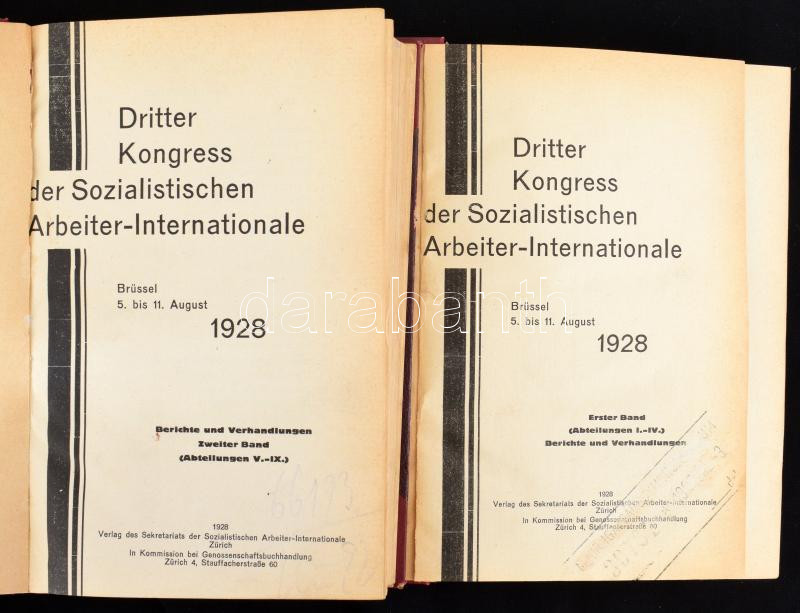 Dritter
Kongress
der Sozialistischen
Arbeiter-Internationale
Brüssel
5. bis 11. August
1928
Berichte und Verhandlungen
Zweiter Band
(Abteilungen V.-IX.)
66133
1928
Verlag des Sekretariats der Sozialistischen Arbeiter-Internationale
Zürich
In Kommission bei Genossenschaftsbuchhandlung
Zürich 4, Stauffacherstraße 60
Dritter
Kongress
der Sozialistischen
Arbeiter-Internationale
Brüssel
5. bis 11. August
1928
Erster Band
(Abteilungen I.-IV.)
Berichte und Verhandlungen
1928
Verlag des Sekretariats der Sozialistischen Arbeiter-Internationale
Zürich
In Kommission bei Genossenschaftsbuchhandlung
Zürich 4, Stauffacherstraße 60
darabanth